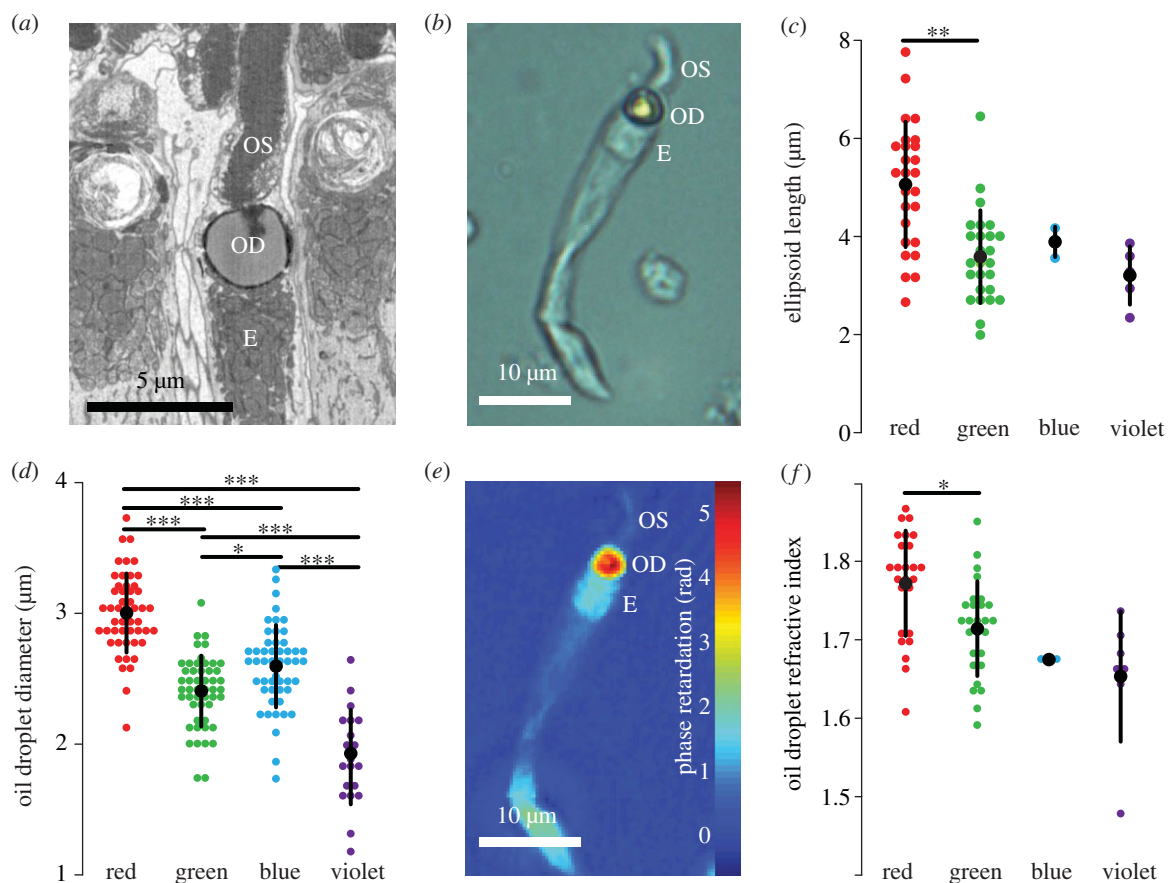 (a)
OS
OD
E
5 μm
(b)
OS
OD
E
10 μm
(c)
ellipsoid length (μm)
8
6
4
2
0
**
red green blue violet
(d)
oil droplet diameter (μm)
4
3
2
1
***
***
*** ***
* ***
red green blue violet
(e)
OS
OD
E
10 μm
phase retardation (rad)
5
4
3
2
1
0
(f)
oil droplet refractive index
1.8
1.7
1.6
1.5
*
red green blue violet